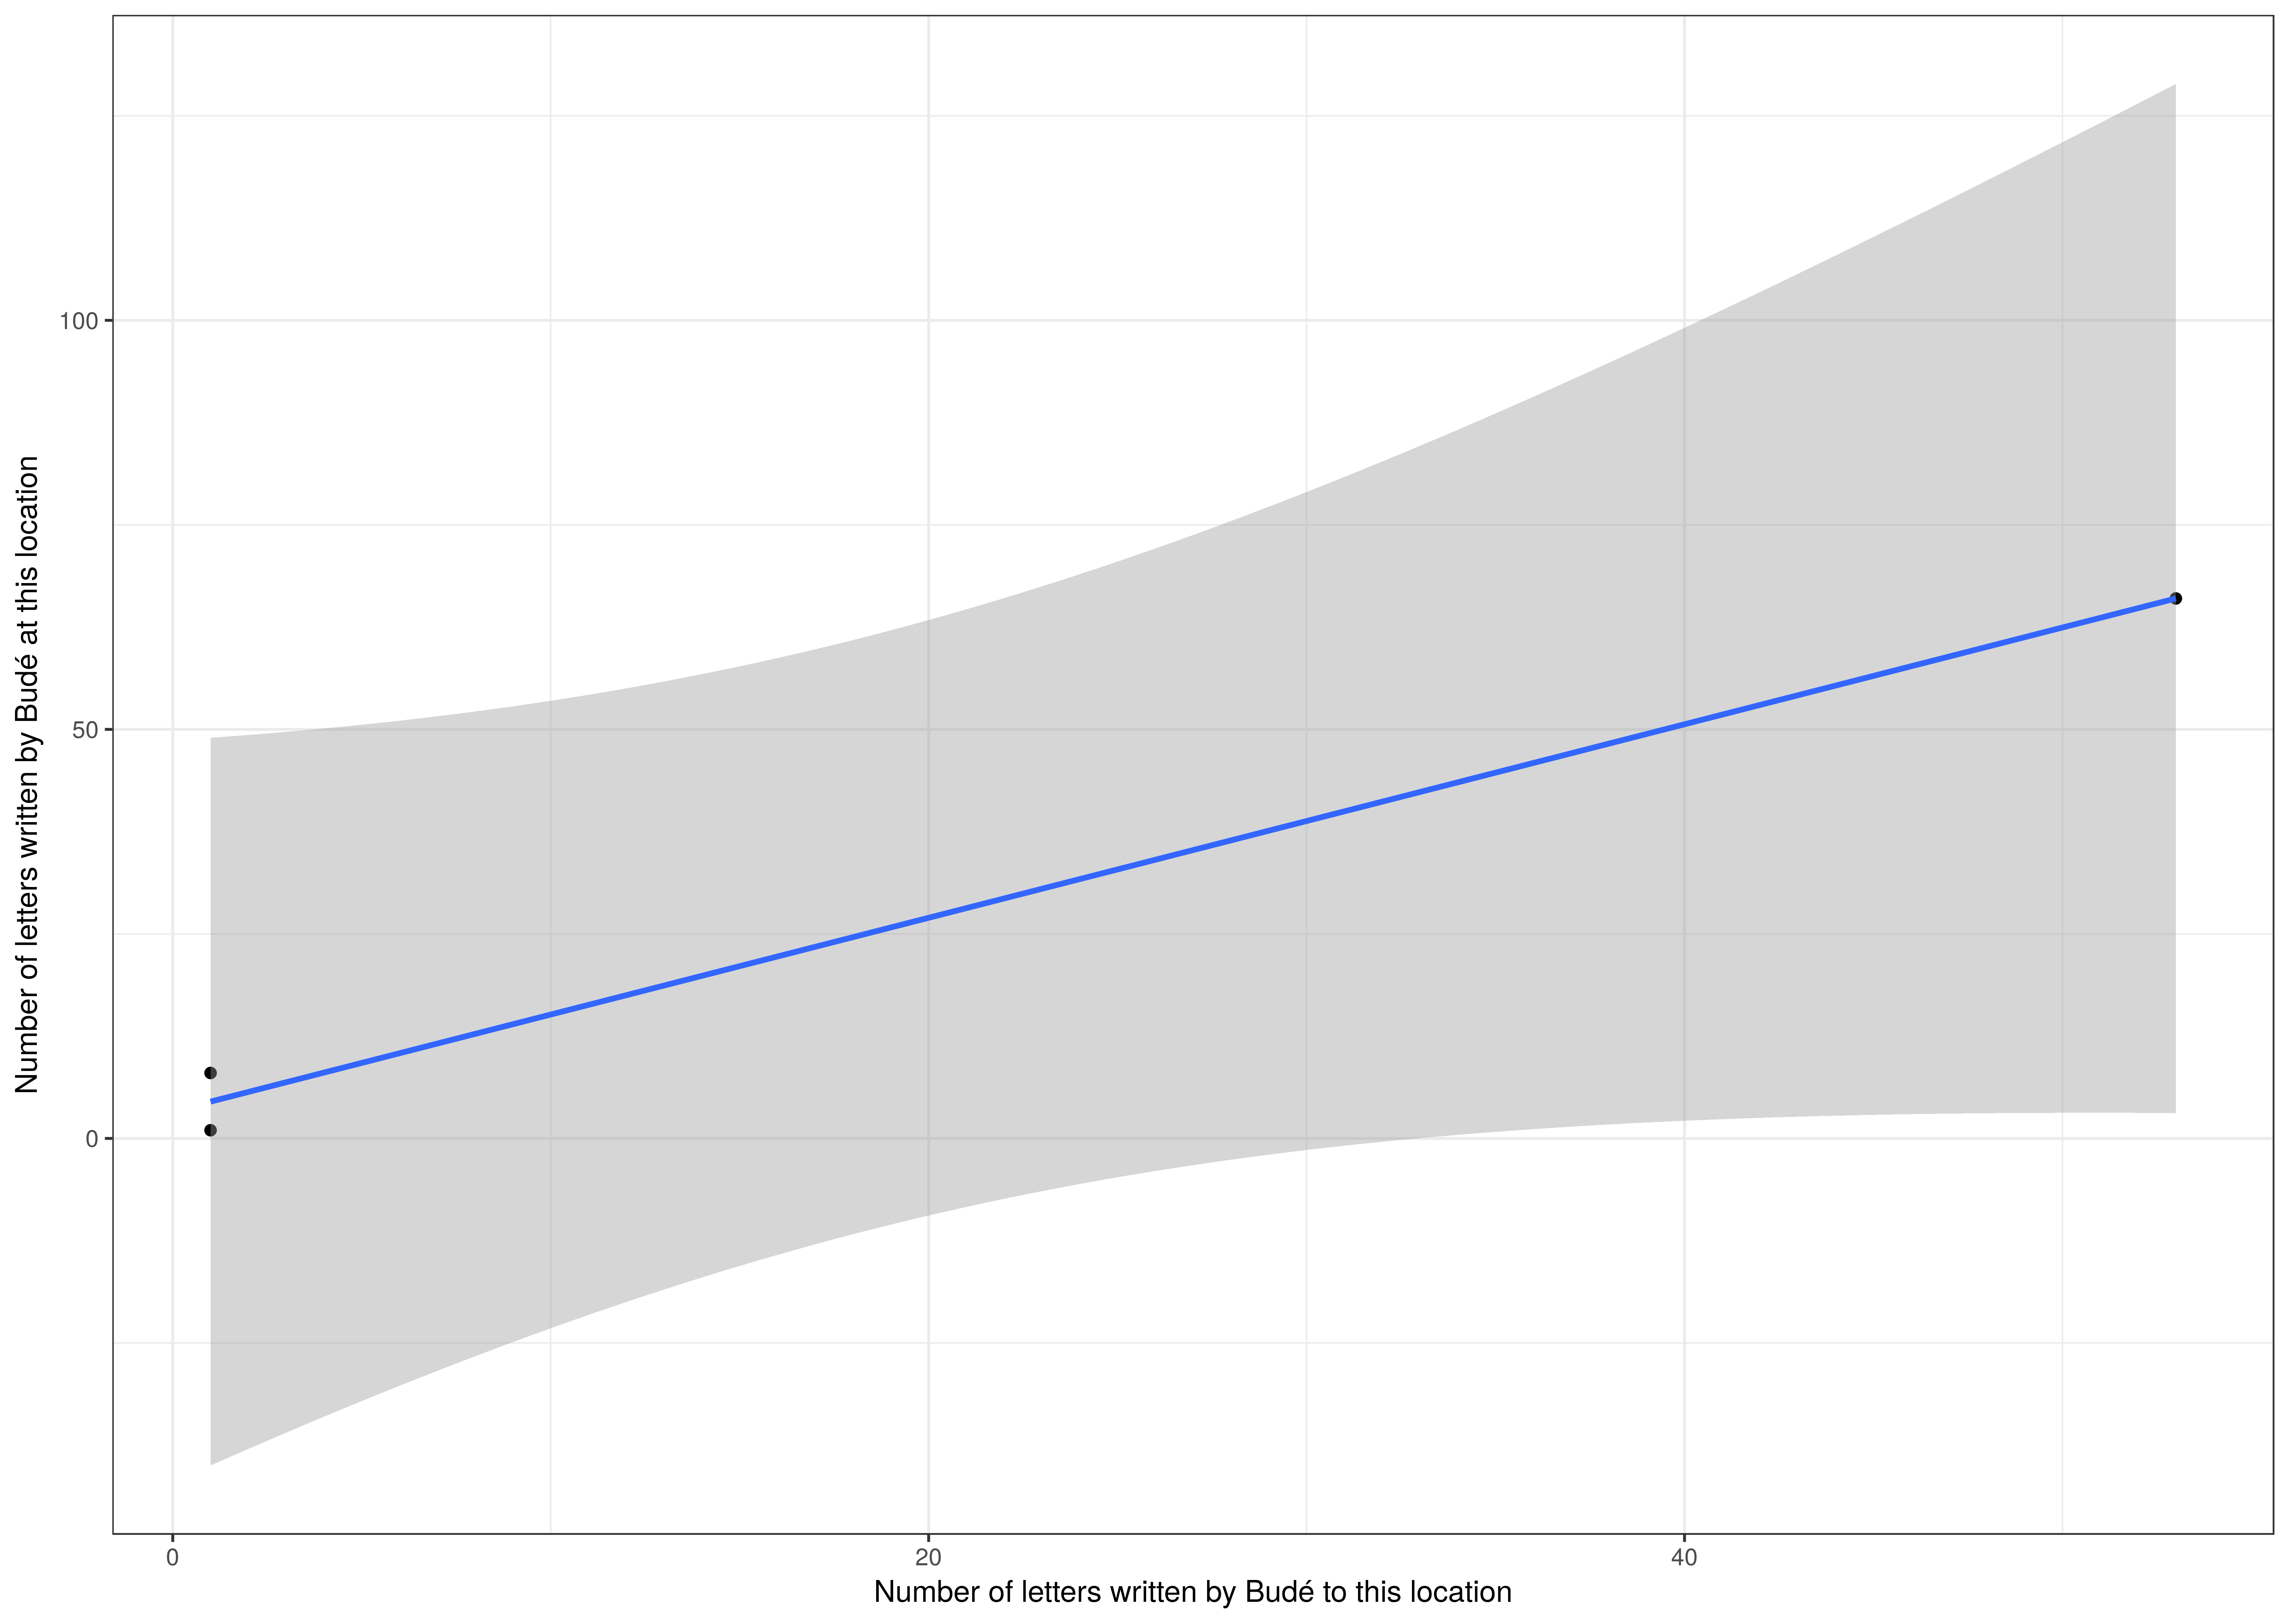 Number of letters written by Budé at this location
100
50
0
0 20 40
Number of letters written by Budé to this location